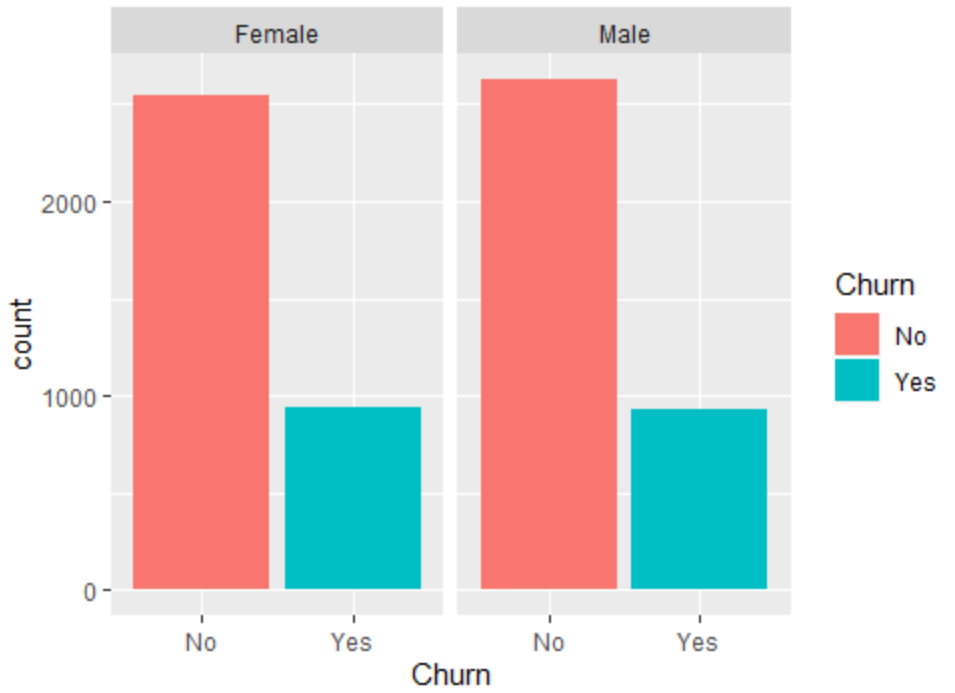 Female
Male
2000
1000
0
count
No
Yes
No
Yes
Churn
Churn
No
Yes